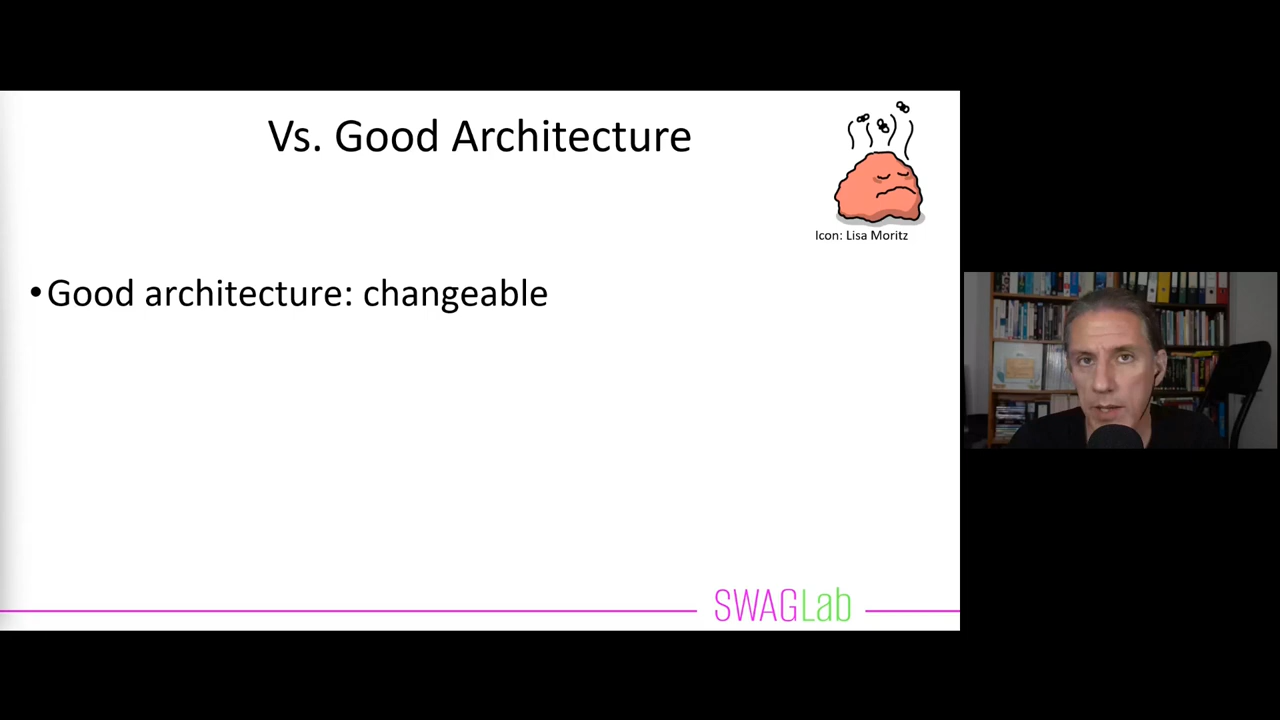 Vs. Good Architecture
Icon: Lisa Moritz
•Good architecture: changeable
SWAGLab